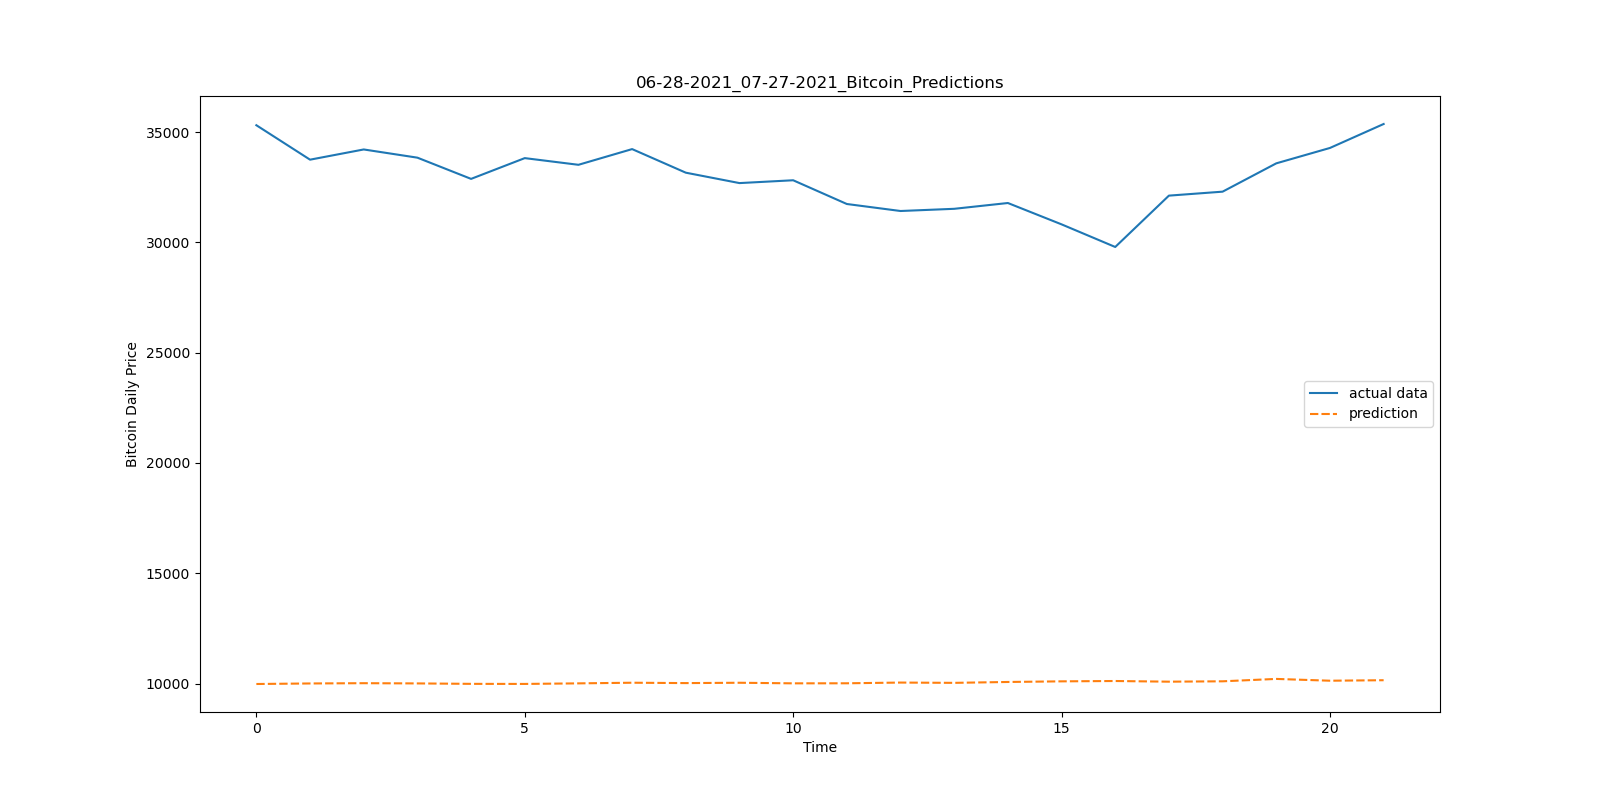 06-28-2021_07-27-2021_Bitcoin_Predictions
35000
30000
25000
20000
15000
10000
Bitcoin Daily Price
actual data
prediction
0 5 10 15 20
Time